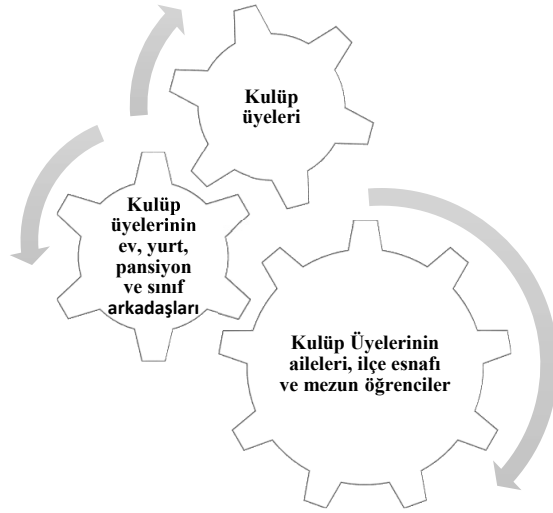 Kulüp
üyeleri
Kulüp
üyelerinin
ev, yurt,
pansiyon
ve sınıf
arkadaşları
Kulüp Üyelerinin
aileleri, ilçe esnafı
ve mezun öğrenciler